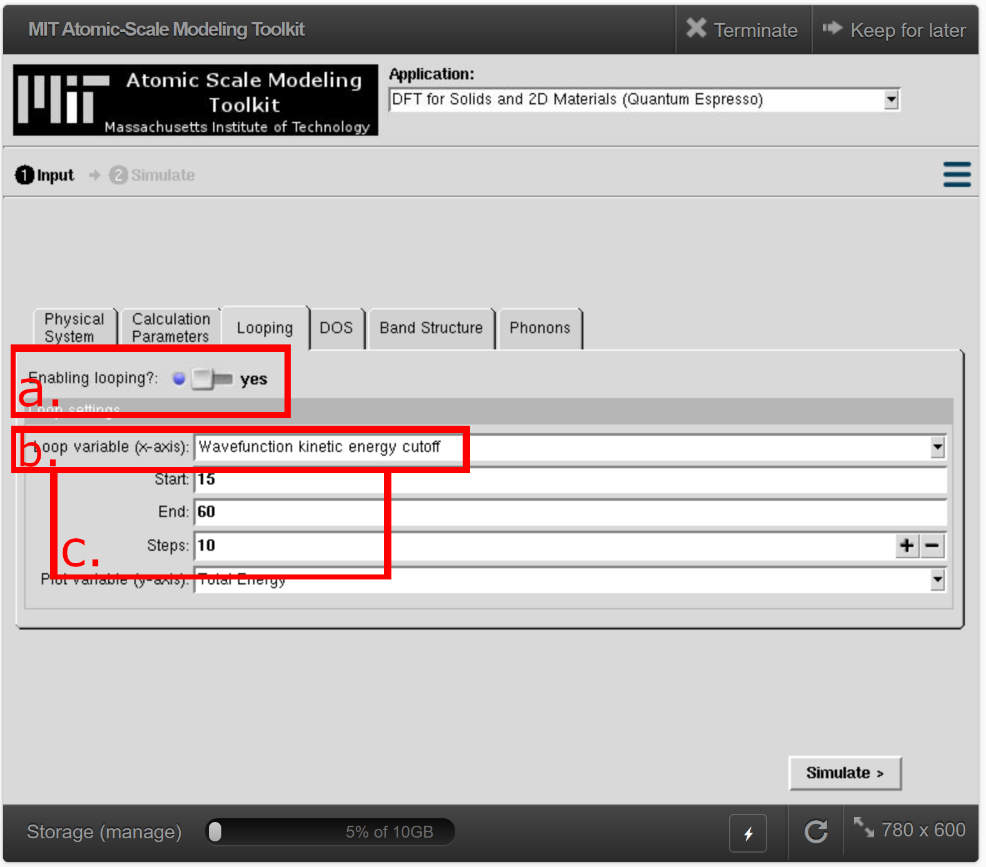 MIT Atomic-Scale Modeling Toolkit
Terminate
Keep for later
Atomic Scale Modeling
Toolkit
Massachusetts Institute of Technology
Application:
DFT for Solids and 2D Materials (Quantum Espresso)
1 Input
2 Simulate
Physical
System
Calculation
Parameters
Looping
DOS
Band Structure
Phonons
a.
Enabling looping?: yes
Loop settings
b.
Loop variable (x-axis): Wavefunction kinetic energy cutoff
Start: 15
End: 60
c.
Steps: 10 + −
Plot variable (y-axis): Total Energy
Simulate >
Storage (manage)
5% of 10GB
780 x 600